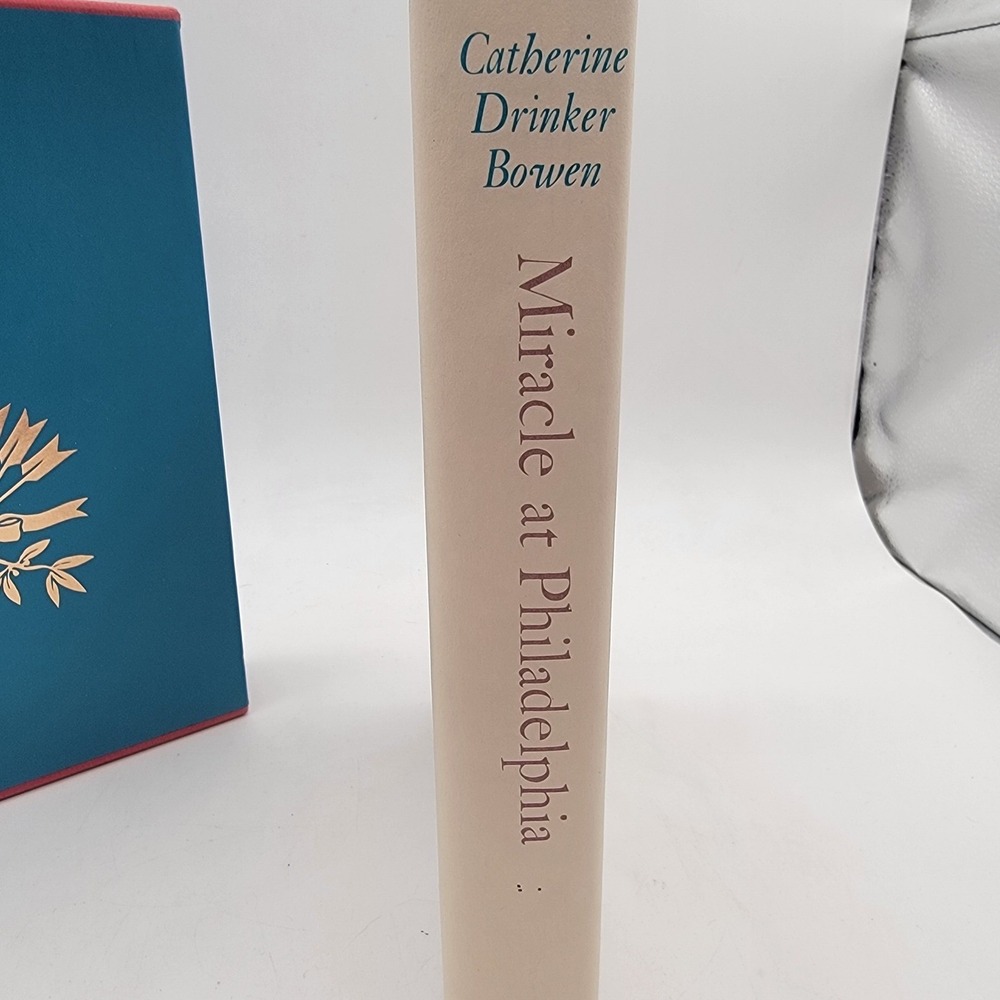 Catherine
Drinker
Bowen
Miracle at Philadelphia